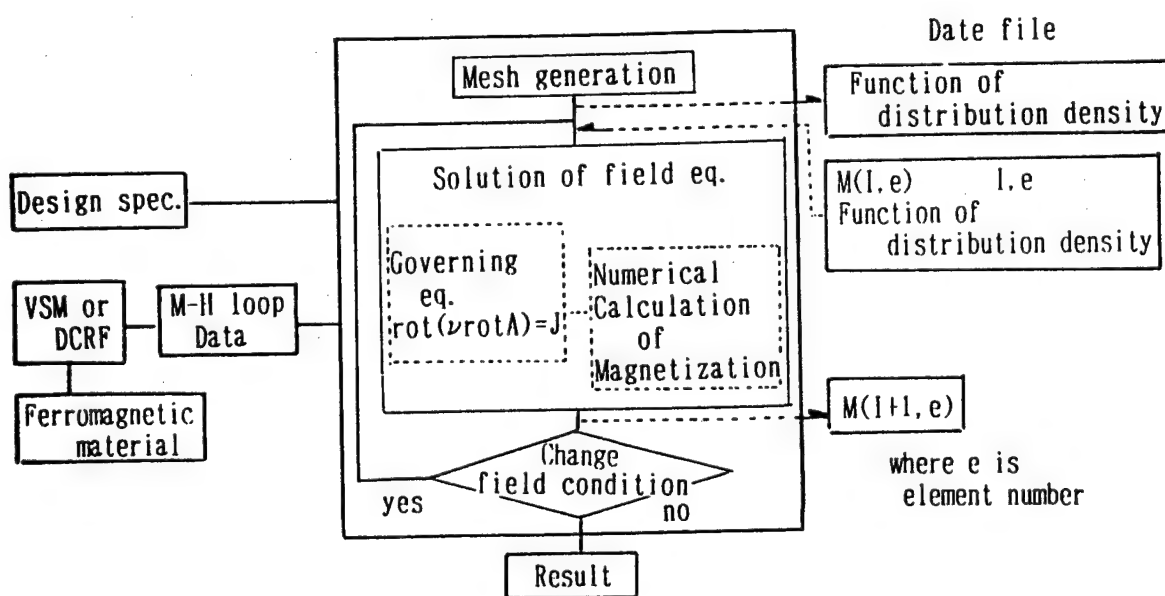 Date file
Mesh generation
Function of
distribution density
Solution of field eq.
M(I,e) I,e
Function of
distribution density
Design spec.
Governing
eq.
rot(νrotA)=J
Numerical
Calculation
of
Magnetization
VSM or
DCRF
M-H loop
Data
Ferromagnetic
material
M(I+1,e)
where e is
element number
Change
field condition
yes
no
Result